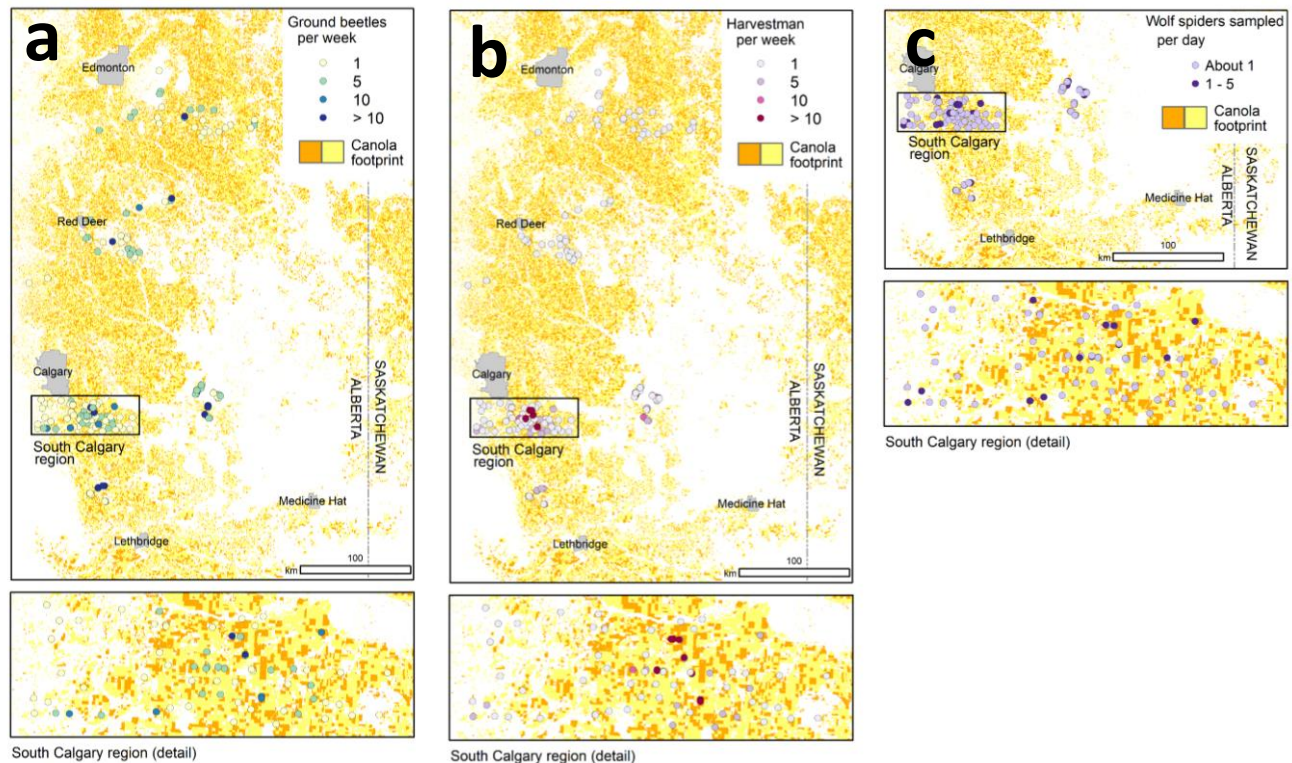 a
Ground beetles
per week
1
5
10
> 10
Canola
footprint
Edmonton
Red Deer
Calgary
South Calgary
region
SASKATCHEWAN
ALBERTA
Medicine Hat
Lethbridge
100
km
South Calgary region (detail)
b
Harvestman
per week
1
5
10
> 10
Canola
footprint
Edmonton
Red Deer
Calgary
South Calgary
region
SASKATCHEWAN
ALBERTA
Medicine Hat
Lethbridge
100
km
South Calgary region (detail)
c
Wolf spiders sampled
per day
About 1
1 - 5
Canola
footprint
Calgary
South Calgary
region
SASKATCHEWAN
ALBERTA
Medicine Hat
Lethbridge
100
km
South Calgary region (detail)